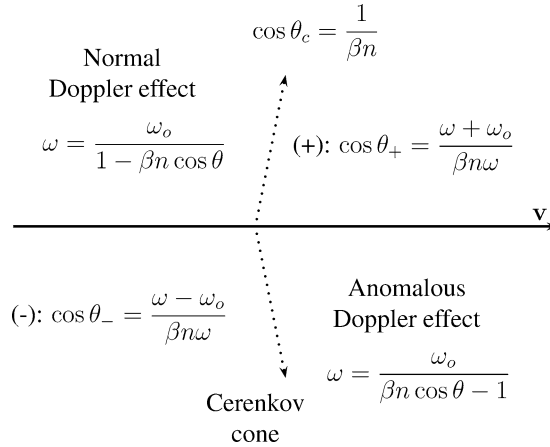 cos θ_c = 1/(βn)
Normal
Doppler effect
ω = ω_o/(1 − βn cos θ)
(+): cos θ_+ = (ω + ω_o)/(βnω)
v
(-): cos θ_− = (ω − ω_o)/(βnω)
Anomalous
Doppler effect
ω = ω_o/(βn cos θ − 1)
Cerenkov
cone